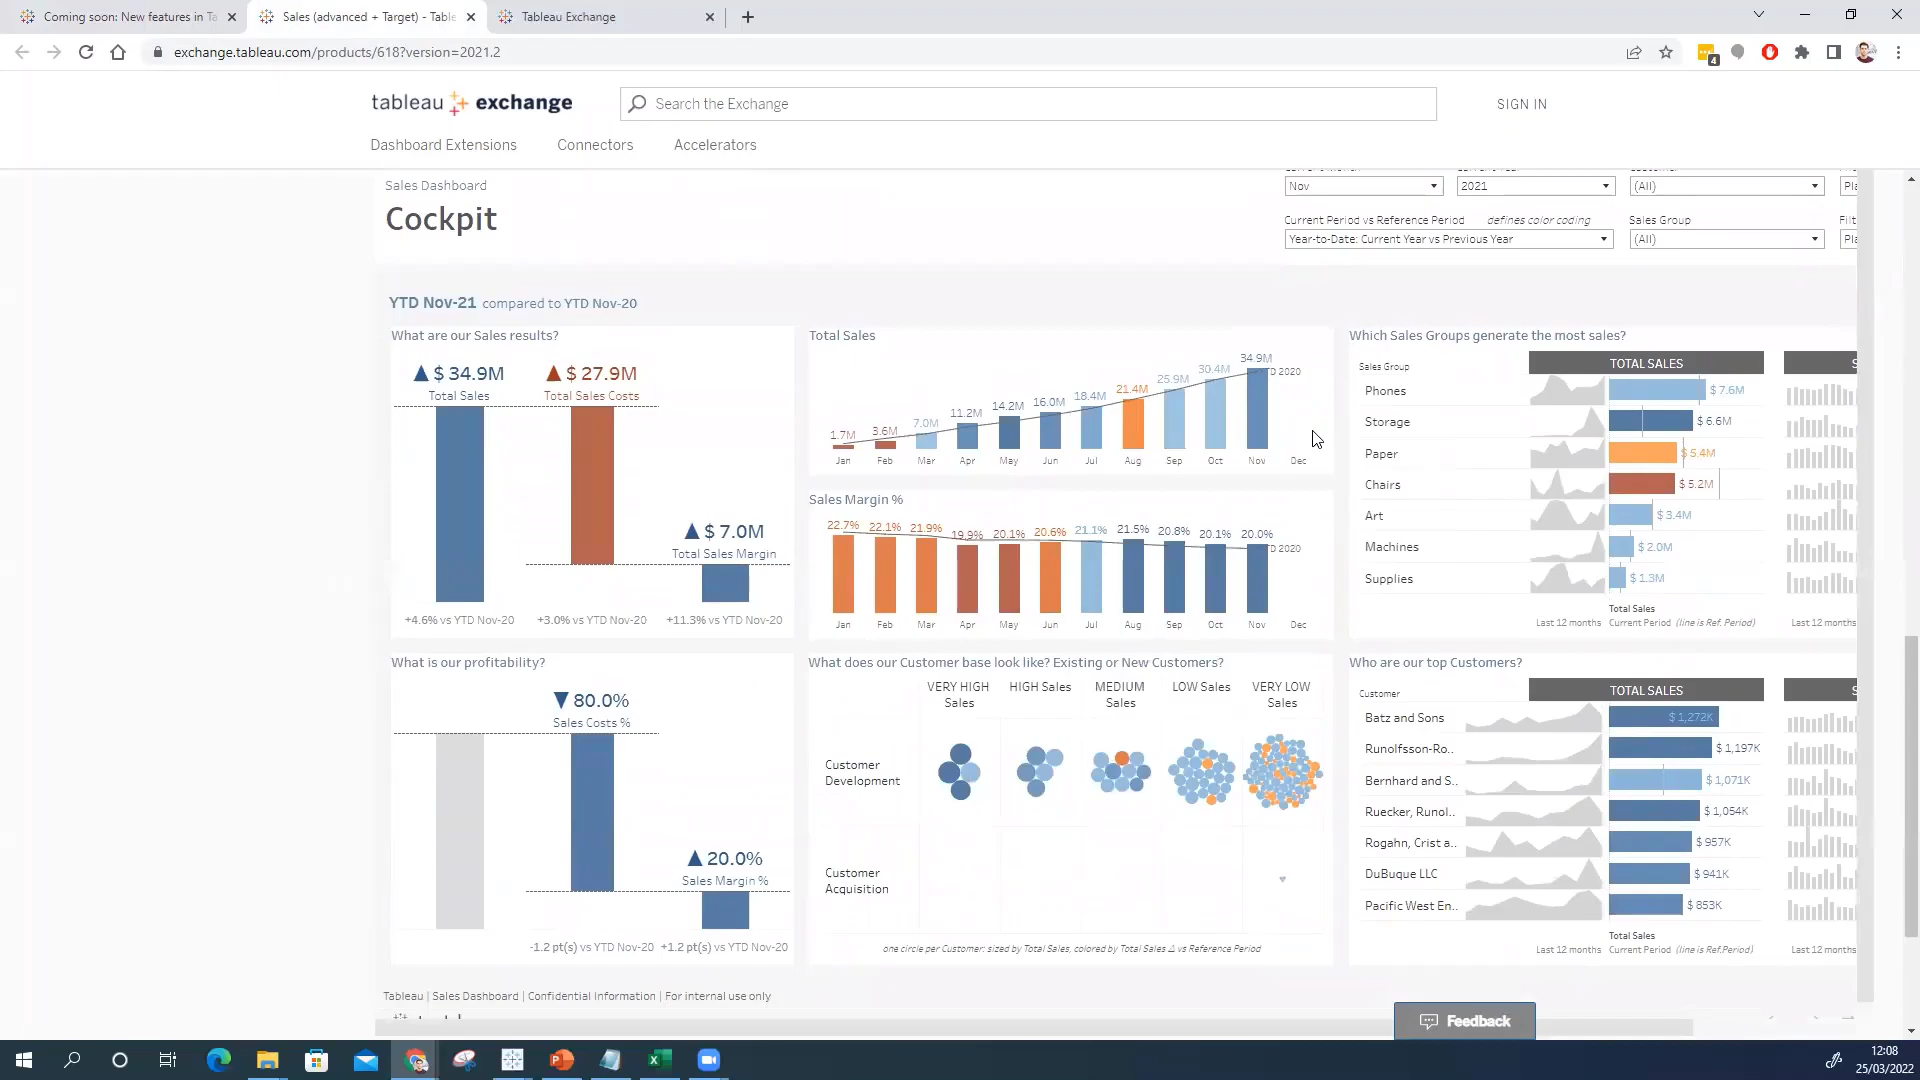 Coming soon: New features in Ta
Sales (advanced + Target) - Table
Tableau Exchange
exchange.tableau.com/products/618?version=2021.2
4
tableau exchange
Search the Exchange
SIGN IN
Dashboard Extensions
Connectors
Accelerators
Sales Dashboard
Cockpit
Nov
2021
(All)
Pla
Current Period vs Reference Period
defines color coding
Sales Group
Filt
Year-to-Date: Current Year vs Previous Year
(All)
Pla
YTD Nov-21 compared to YTD Nov-20
What are our Sales results?
▲ $ 34.9M
Total Sales
▲ $ 27.9M
Total Sales Costs
▲ $ 7.0M
Total Sales Margin
+4.6% vs YTD Nov-20
+3.0% vs YTD Nov-20
+11.3% vs YTD Nov-20
Total Sales
1.7M 3.6M 7.0M 11.2M 14.2M 16.0M 18.4M 21.4M 25.9M 30.4M 34.9M
D 2020
Jan Feb Mar Apr May Jun Jul Aug Sep Oct Nov Dec
Sales Margin %
22.7% 22.1% 21.9% 19.9% 20.1% 20.6% 21.1% 21.5% 20.8% 20.1% 20.0%
D 2020
Jan Feb Mar Apr May Jun Jul Aug Sep Oct Nov Dec
Which Sales Groups generate the most sales?
Sales Group
TOTAL SALES
S
Phones $ 7.6M
Storage $ 6.6M
Paper $ 5.4M
Chairs $ 5.2M
Art $ 3.4M
Machines $ 2.0M
Supplies $ 1.3M
Total Sales
Last 12 months Current Period (line is Ref. Period) Last 12 months
What is our profitability?
▼ 80.0%
Sales Costs %
▲ 20.0%
Sales Margin %
-1.2 pt(s) vs YTD Nov-20 +1.2 pt(s) vs YTD Nov-20
What does our Customer base look like? Existing or New Customers?
VERY HIGH Sales
HIGH Sales
MEDIUM Sales
LOW Sales
VERY LOW Sales
Customer Development
Customer Acquisition
one circle per Customer: sized by Total Sales, colored by Total Sales Δ vs Reference Period
Who are our top Customers?
Customer
TOTAL SALES
S
Batz and Sons $ 1,272K
Runolfsson-Ro.. $ 1,197K
Bernhard and S.. $ 1,071K
Ruecker, Runol.. $ 1,054K
Rogahn, Crist a.. $ 957K
DuBuque LLC $ 941K
Pacific West En.. $ 853K
Total Sales
Last 12 months Current Period (line is Ref.Period) Last 12 months
Tableau | Sales Dashboard | Confidential Information | For internal use only
Feedback
12:08
25/03/2022